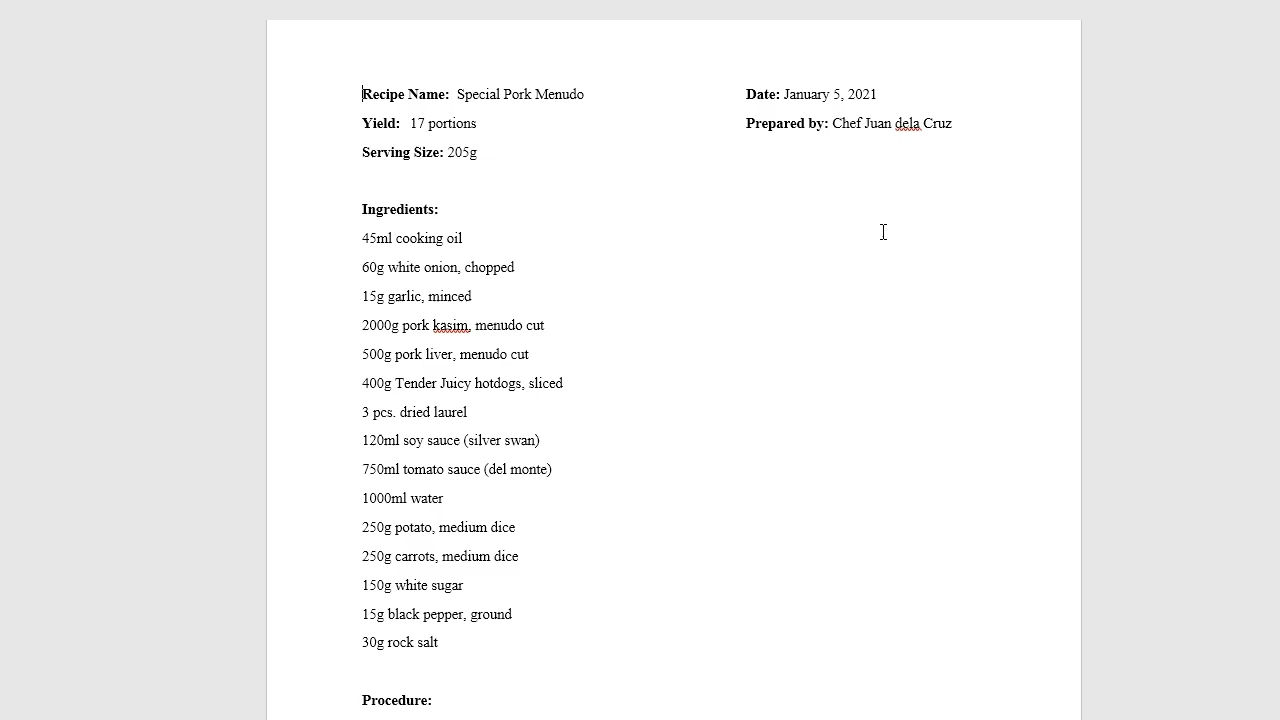 Recipe Name: Special Pork Menudo
Date: January 5, 2021
Yield: 17 portions
Prepared by: Chef Juan dela Cruz
Serving Size: 205g
Ingredients:
45ml cooking oil
60g white onion, chopped
15g garlic, minced
2000g pork kasim, menudo cut
500g pork liver, menudo cut
400g Tender Juicy hotdogs, sliced
3 pcs. dried laurel
120ml soy sauce (silver swan)
750ml tomato sauce (del monte)
1000ml water
250g potato, medium dice
250g carrots, medium dice
150g white sugar
15g black pepper, ground
30g rock salt
Procedure: